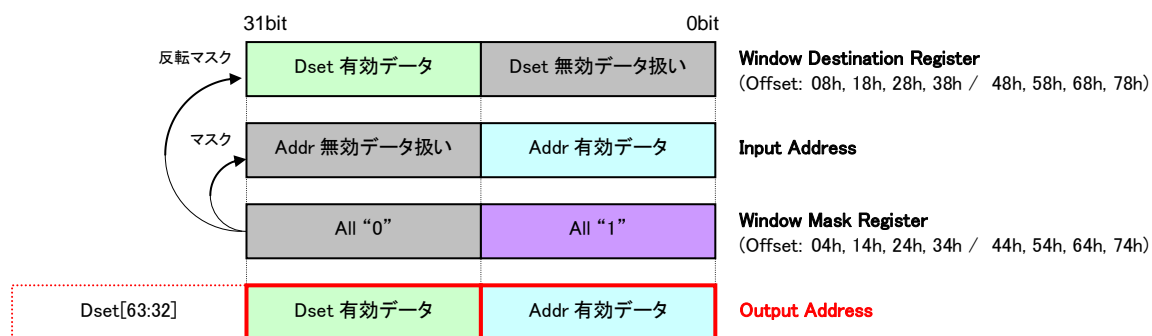 31bit
0bit
反転マスク
Dset 有効データ
Dset 無効データ扱い
Window Destination Register
(Offset: 08h, 18h, 28h, 38h / 48h, 58h, 68h, 78h)
マスク
Addr 無効データ扱い
Addr 有効データ
Input Address
All “0”
All “1”
Window Mask Register
(Offset: 04h, 14h, 24h, 34h / 44h, 54h, 64h, 74h)
Dset[63:32]
Dset 有効データ
Addr 有効データ
Output Address